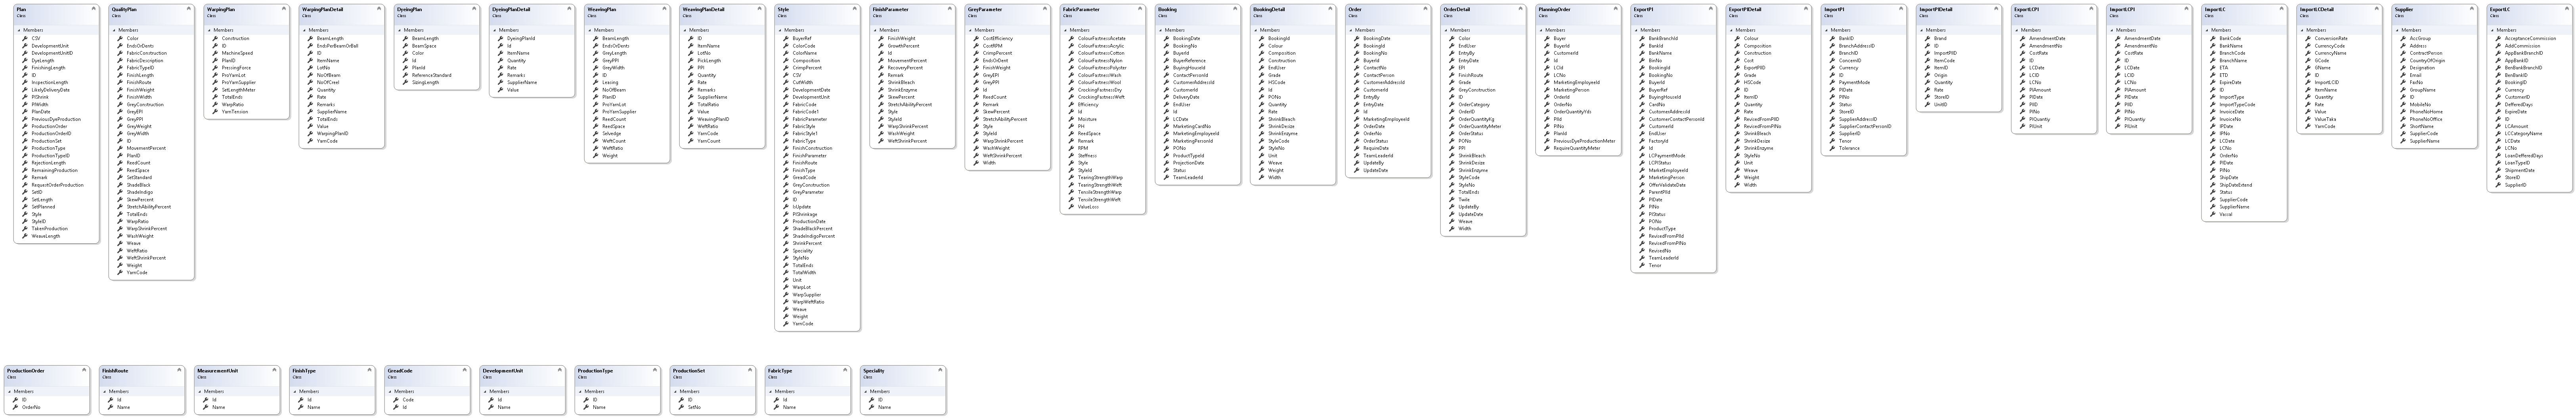 Plan
Class
Members
CSV
DevelopmentUnit
DevelopmentUnitID
DyeLength
FinishingLength
ID
InspectionLength
LikelyDeliveryDate
PIShrink
PIWidth
PlanDate
PreviousDyeProduction
ProductionOrder
ProductionOrderID
ProductionSet
ProductionType
ProductionTypeID
RejectionLength
RemainingProduction
Remark
RequestOrderProduction
SetID
SetLength
SetPlanned
Style
StyleID
TakenProduction
WeaveLength
QualityPlan
Class
Members
Color
EndsOrDents
FabricConstruction
FabricDescription
FabricTypeID
FinishLength
FinishRoute
FinishWeight
FinishWidth
GreyConstruction
GreyEPI
GreyPPI
GreyWeight
GreyWidth
ID
MovementPercent
PlanID
ReedCount
ReedSpace
SetStandard
ShadeBlack
ShadeIndigo
SkewPercent
StretchAbilityPercent
TotalEnds
WarpRatio
WarpShrinkPercent
WashWeight
Weave
WeftRatio
WeftShrinkPercent
Weight
YarnCode
WarpingPlan
Class
Members
Construction
ID
MachineSpeed
PlanID
PressingForce
ProYarnLot
ProYarnSupplier
SetLengthMeter
TotalEnds
WarpRatio
YarnTension
WarpingPlanDetail
Class
Members
BeamLength
EndsPerBeamOrBall
ID
ItemName
LotNo
NoOfBeam
NoOfCreel
Quantity
Rate
Remarks
SupplierName
TotalEnds
Value
WarpingPlanID
YarnCode
DyeingPlan
Class
Members
BeamLength
BeamSpace
Color
Id
PlanId
ReferenceStandard
SizingLength
DyeingPlanDetail
Class
Members
DyeingPlanId
Id
ItemName
Quantity
Rate
Remarks
SupplierName
Value
WeavingPlan
Class
Members
BeamLength
EndsOrDents
GreyLength
GreyPPI
GreyWidth
ID
Leasing
NoOfBeam
PlanID
ProYarnLot
ProYarnSupplier
ReedCount
ReedSpace
Selvedge
WeftCount
WeftRatio
Weight
WeavingPlanDetail
Class
Members
ID
ItemName
LotNo
PickLength
PPI
Quantity
Rate
Remarks
SupplierName
TotalRatio
Value
WeavingPlanID
WeftRatio
YarnCode
YarnCount
Style
Class
Members
BuyerRef
ColorCode
ColorName
Composition
CrimpPercent
CSV
CutWidth
DevelopmentDate
DevelopmentUnit
FabricCode
FabricCode1
FabricParameter
FabricStyle
FabricStyle1
FabricType
FinishConstruction
FinishParameter
FinishRoute
FinishType
GreadCode
GreyConstruction
GreyParameter
ID
IsUpdate
PIShrinkage
ProductionDate
ShadeBlackPercent
ShadeIndigoPercent
ShrinkPercent
Speciality
StyleNo
TotalEnds
TotalWidth
Unit
WarpLot
WarpSupplier
WarpWeftRatio
Weave
Weight
YarnCode
FinishParameter
Class
Members
FinishWeight
GrowthPercent
Id
MovementPercent
RecoveryPercent
Remark
ShrinkBleach
ShrinkEnzyme
SkewPercent
StretchAbilityPercent
Style
StyleId
WarpShrinkPercent
WashWeight
WeftShrinkPercent
GreyParameter
Class
Members
CostEfficiency
CostRPM
CrimpPercent
EndsOrDent
FinishWeight
GreyEPI
GreyPPI
Id
ReedCount
Remark
SkewPercent
StretchAbilityPercent
Style
StyleId
WarpShrinkPercent
WashWeight
WeftShrinkPercent
Width
FabricParameter
Class
Members
ColourFastnessAcetate
ColourFastnessAcrylic
ColourFastnessCotton
ColourFastnessNylon
ColourFastnessPolyster
ColourFastnessWash
ColourFastnessWool
CrockingFastnessDry
CrockingFastnessWeft
Efficiency
Id
Moisture
PH
ReedSpace
Remark
RPM
Steffness
Style
StyleId
TearingStrengthWarp
TearingStrengthWeft
TensileStrengthWarp
TensileStrengthWeft
ValueLoss
Booking
Class
Members
BookingDate
BookingNo
BuyerId
BuyerReference
BuyingHouseId
ContactPersonId
CustomerAddressId
CustomerId
DeliveryDate
EndUser
Id
LCDate
MarketingCardNo
MarketingEmployeeId
MarketingPersonId
PONo
ProductTypeId
ProjectionDate
Status
TeamLeaderId
BookingDetail
Class
Members
BookingId
Colour
Composition
Construction
EndUser
Grade
HSCode
Id
PONo
Quantity
Rate
ShrinkBleach
ShrinkDesize
ShrinkEnzyme
StyleCode
StyleNo
Unit
Weave
Weight
Width
Order
Class
Members
BookingDate
BookingId
BookingNo
BuyerId
ContactNo
ContactPerson
CustomerAddressId
CustomerId
EntryBy
EntryDate
Id
MarketingEmployeeId
OrderDate
OrderNo
OrderStatus
RequireDate
TeamLeaderId
UpdateBy
UpdateDate
OrderDetail
Class
Members
Color
EndUser
EntryBy
EntryDate
EPI
FinishRoute
Grade
GreyConstruction
ID
OrderCategory
OrderID
OrderQuantityKg
OrderQuantityMeter
OrderStatus
PONo
PPI
ShrinkBleach
ShrinkDesize
ShrinkEnzyme
StyleCode
StyleNo
TotalEnds
Twile
UpdateBy
UpdateDate
Weave
Width
PlanningOrder
Class
Members
Buyer
BuyerId
CustomerId
Id
LCId
LCNo
MarketingEmployeeId
MarketingPerson
OrderId
OrderNo
OrderQuantityYds
PIId
PINo
PlanId
PreviousDyeProductionMeter
RequireQuantityMeter
ExportPI
Class
Members
BankBranchId
BankId
BankName
BinNo
BookingId
BookingNo
BuyerId
BuyerRef
BuyingHouseId
CardNo
CustomerAddressId
CustomerContactPersonId
CustomerId
EndUser
FactoryId
Id
LCPaymentMode
LCPIStatus
MarketEmployeeId
MarketingPerson
OfferValidateDate
ParentPIId
PIDate
PINo
PIStatus
PONo
ProductType
RevisedFromPIId
RevisedFromPINo
RevisedNo
TeamLeaderId
Tenor
ExportPIDetail
Class
Members
Colour
Composition
Construction
Cost
ExportPIID
Grade
HSCode
ID
ItemID
Quantity
Rate
RevisedFromPIID
RevisedFromPINo
ShrinkBleach
ShrinkDesize
ShrinkEnzyme
StyleNo
Unit
Weave
Weight
Width
ImportPI
Class
Members
BankID
BranchAddressID
BranchID
ConcernID
Currency
ID
PaymentMode
PIDate
PINo
Status
StoreID
SupplierAddressID
SupplierContactPersonID
SupplierID
Tenor
Tolerance
ImportPIDetail
Class
Members
Brand
ID
ImportPIID
ItemCode
ItemID
Origin
Quantity
Rate
StoreID
UnitID
ExportLCPI
Class
Members
AmendmentDate
AmendmentNo
CostRate
ID
LCDate
LCID
LCNo
PIAmount
PIDate
PIID
PINo
PIQuantity
PIUnit
ImportLCPI
Class
Members
AmendmentDate
AmendmentNo
CostRate
ID
LCDate
LCID
LCNo
PIAmount
PIDate
PIID
PINo
PIQuantity
PIUnit
ImportLC
Class
Members
BankCode
BankName
BranchCode
BranchName
ETA
ETD
ExpireDate
ID
ImportType
ImportTypeCode
InvoiceDate
InvoiceNo
IPDate
IPNo
LCDate
LCNo
OrderNo
PIDate
PINo
ShipDate
ShipDateExtend
Status
SupplierCode
SupplierName
Vassal
ImportLCDetail
Class
Members
ConversionRate
CurrencyCode
CurrencyName
GCode
GName
ID
ImportLCID
ItemName
Quantity
Rate
Value
ValueTaka
YarnCode
Supplier
Class
Members
AccGroup
Address
ContactPerson
CountryOfOrigin
Designation
Email
FaxNo
GroupName
ID
MobileNo
PhoneNoHome
PhoneNoOffice
ShortName
SupplierCode
SupplierName
ExportLC
Class
Members
AcceptanceCommission
AddCommission
AppBankBranchID
AppBankID
BenBankBranchID
BenBankID
BookingID
Currency
CustomerID
DefferedDays
ExpireDate
ID
LCAmount
LCCategoryName
LCDate
LCNo
LoanDefferedDays
LoanTypeID
ShipmentDate
StoreID
SupplierID
ProductionOrder
Class
Members
ID
OrderNo
FinishRoute
Class
Members
Id
Name
MeasurementUnit
Class
Members
Id
Name
FinishType
Class
Members
Id
Name
GreadCode
Class
Members
Code
Id
DevelopmentUnit
Class
Members
Id
Name
ProductionType
Class
Members
ID
Name
ProductionSet
Class
Members
ID
SetNo
FabricType
Class
Members
Id
Name
Speciality
Class
Members
ID
Name